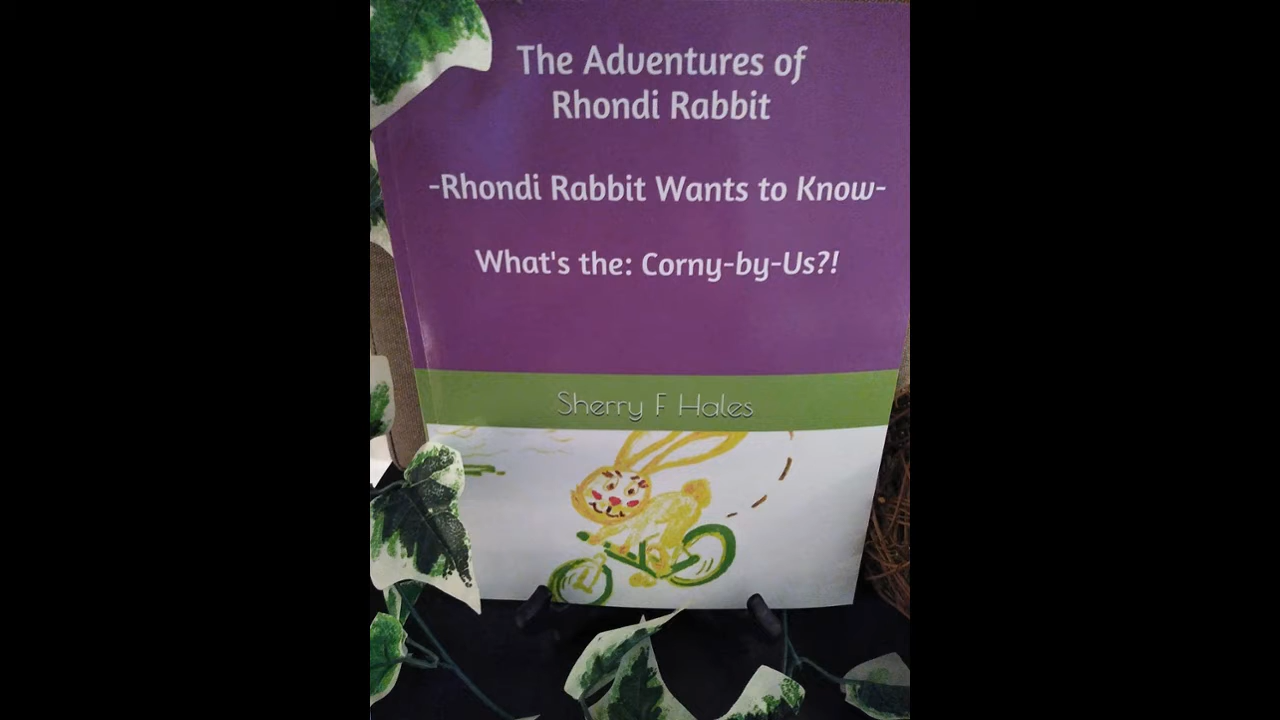 The Adventures of
Rhondi Rabbit
-Rhondi Rabbit Wants to Know-
What's the: Corny-by-Us?!
Sherry F Hales